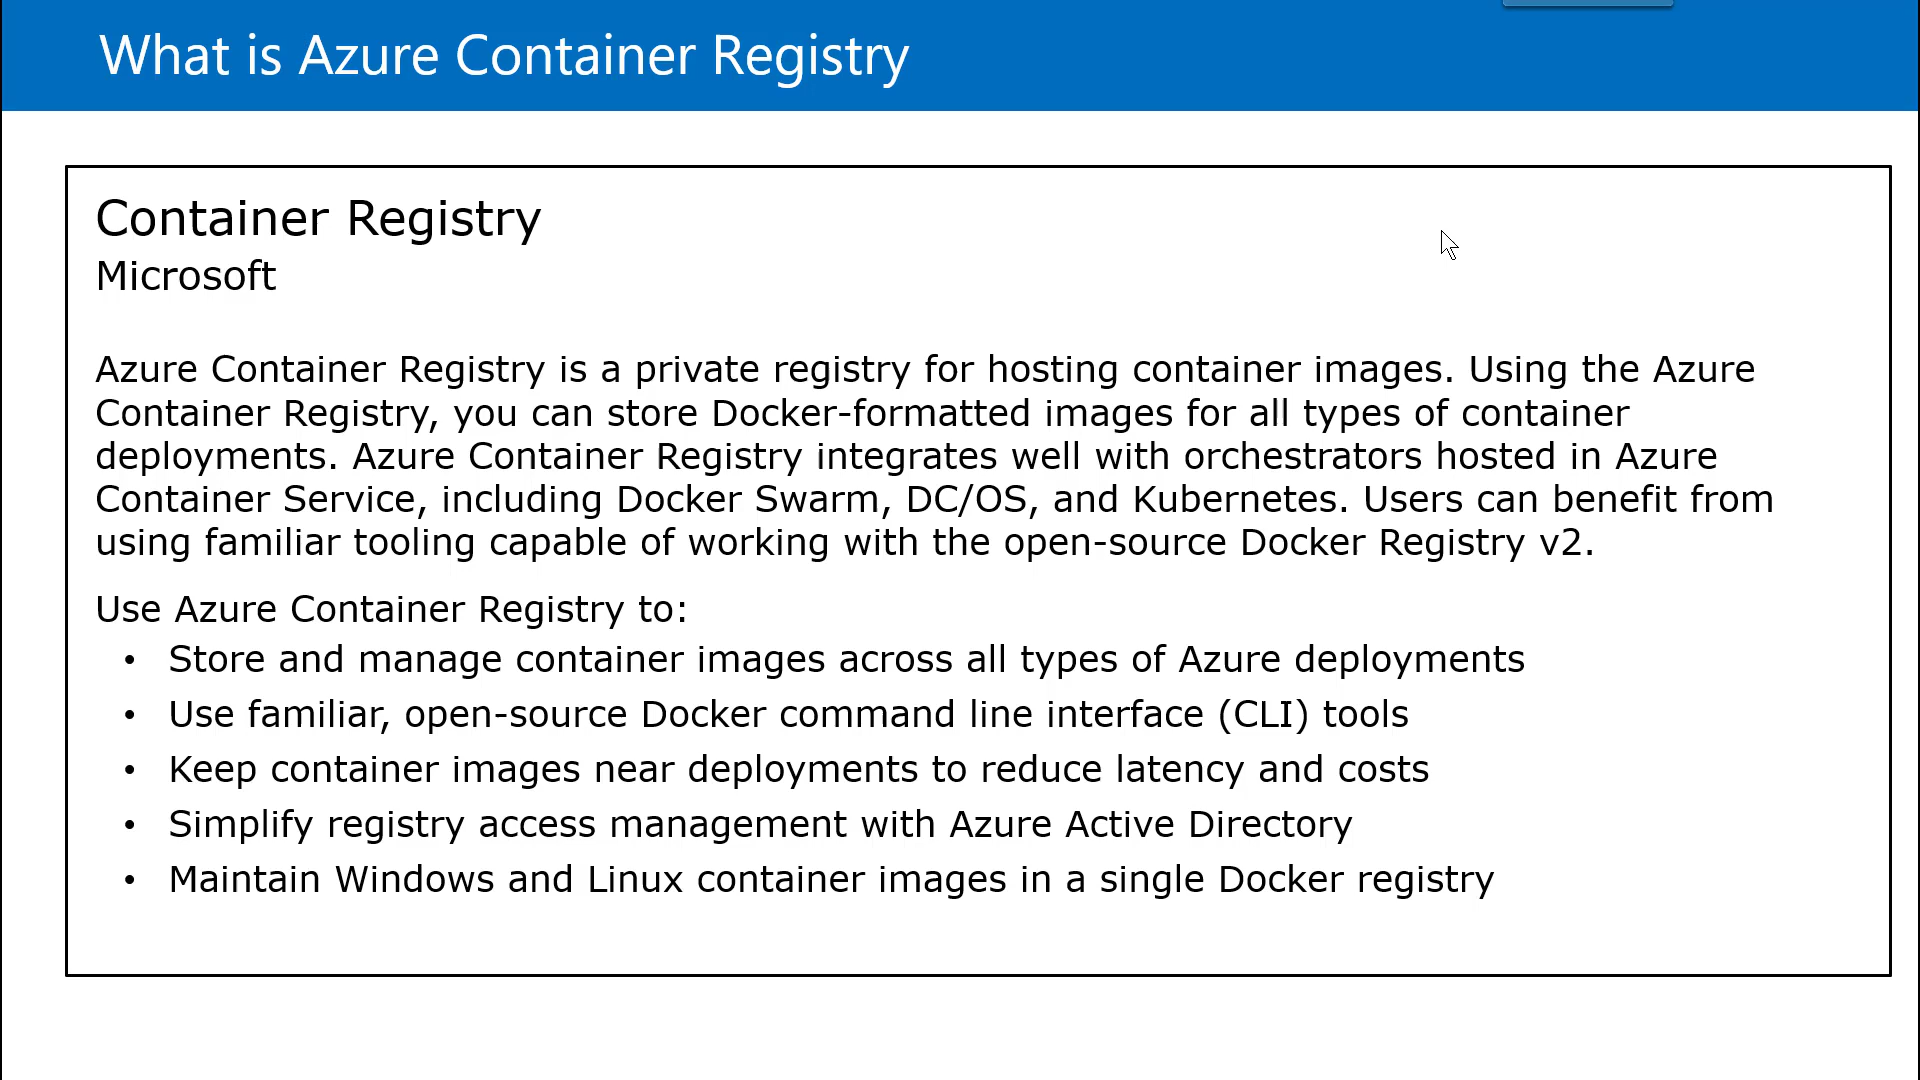 What is Azure Container Registry
Container Registry
Microsoft
Azure Container Registry is a private registry for hosting container images. Using the Azure
Container Registry, you can store Docker-formatted images for all types of container
deployments. Azure Container Registry integrates well with orchestrators hosted in Azure
Container Service, including Docker Swarm, DC/OS, and Kubernetes. Users can benefit from
using familiar tooling capable of working with the open-source Docker Registry v2.
Use Azure Container Registry to:
• Store and manage container images across all types of Azure deployments
• Use familiar, open-source Docker command line interface (CLI) tools
• Keep container images near deployments to reduce latency and costs
• Simplify registry access management with Azure Active Directory
• Maintain Windows and Linux container images in a single Docker registry